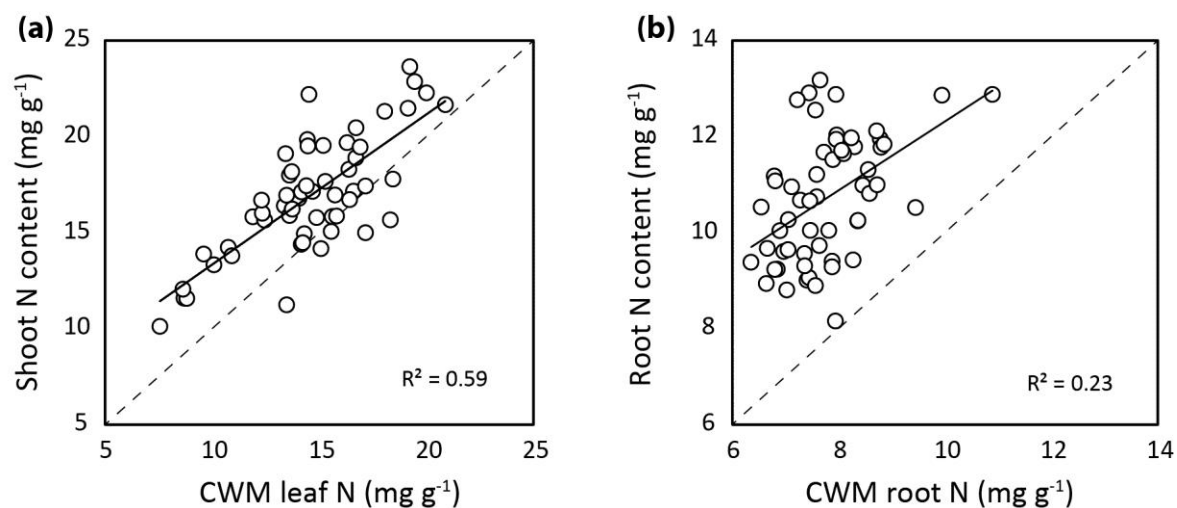 (a)
Shoot N content (mg g⁻¹)
25
20
15
10
5
R² = 0.59
5 10 15 20 25
CWM leaf N (mg g⁻¹)
(b)
Root N content (mg g⁻¹)
14
12
10
8
6
R² = 0.23
6 8 10 12 14
CWM root N (mg g⁻¹)